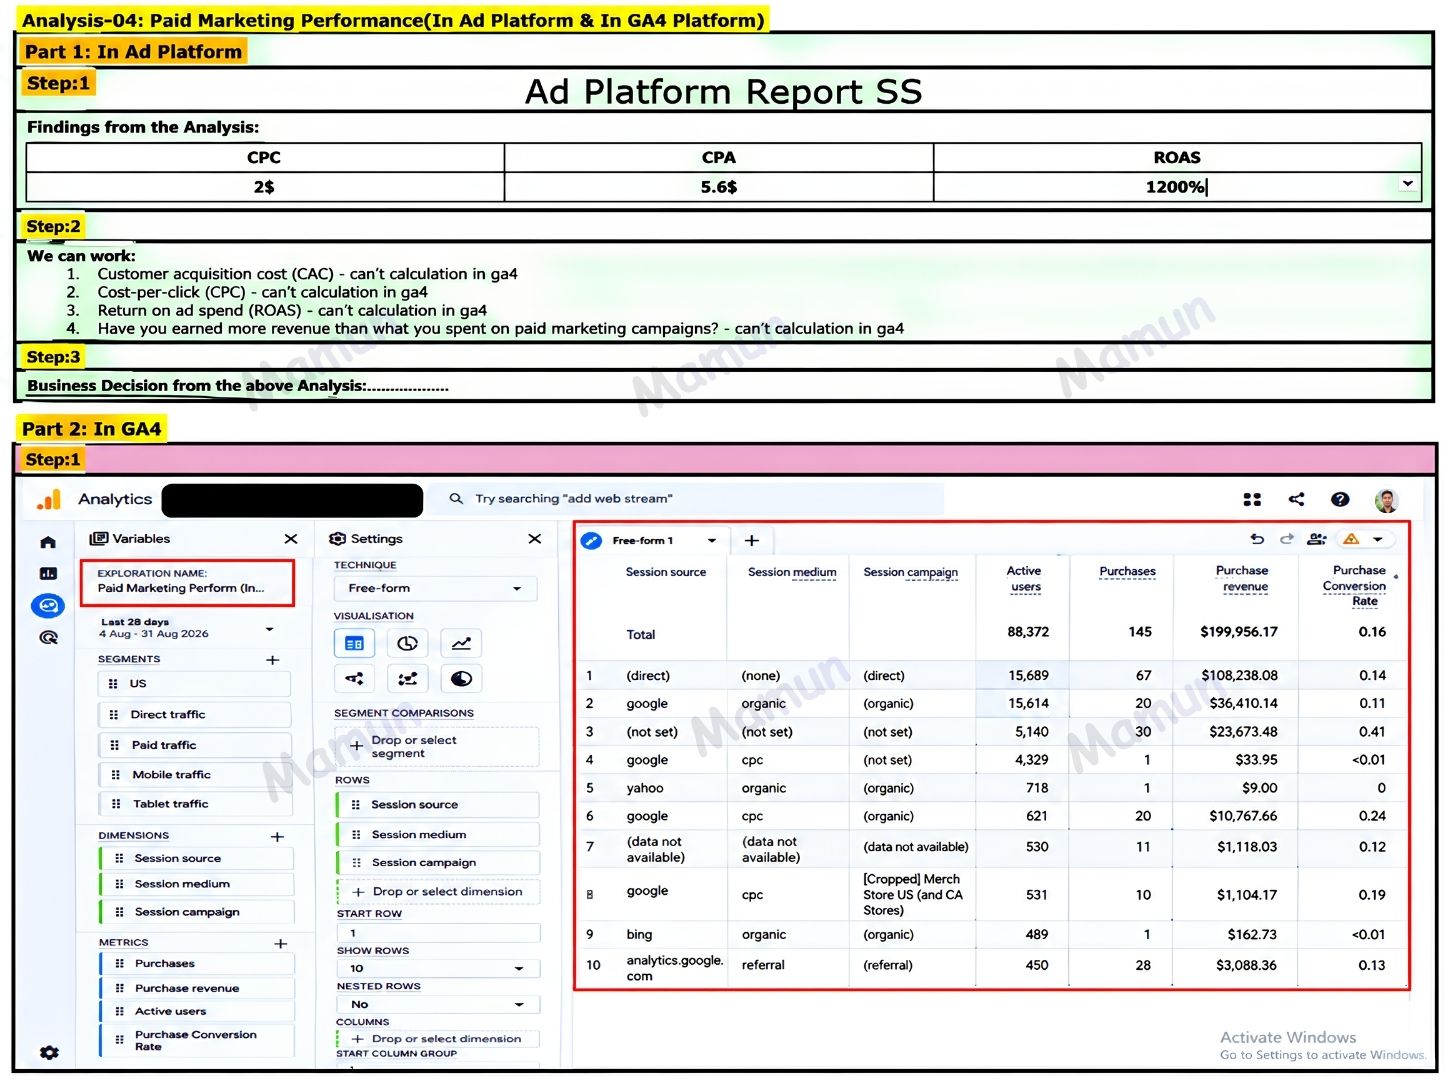 Analysis-04: Paid Marketing Performance(In Ad Platform & In GA4 Platform)
Part 1: In Ad Platform
Step:1
Ad Platform Report SS
Findings from the Analysis:
CPC CPA ROAS
2$ 5.6$ 1200%
Step:2
We can work:
1. Customer acquisition cost (CAC) - can't calculation in ga4
2. Cost-per-click (CPC) - can't calculation in ga4
3. Return on ad spend (ROAS) - can't calculation in ga4
4. Have you earned more revenue than what you spent on paid marketing campaigns? - can't calculation in ga4
Step:3
Business Decision from the above Analysis:..................
Mamun Mamun Mamun
Part 2: In GA4
Step:1
Analytics
Try searching "add web stream"
Variables
EXPLORATION NAME:
Paid Marketing Perform (In...
Last 28 days
4 Aug - 31 Aug 2026
SEGMENTS
US
Direct traffic
Paid traffic
Mobile traffic
Tablet traffic
DIMENSIONS
Session source
Session medium
Session campaign
METRICS
Purchases
Purchase revenue
Active users
Purchase Conversion
Rate
Settings
TECHNIQUE
Free-form
VISUALISATION
SEGMENT COMPARISONS
Drop or select
segment
ROWS
Session source
Session medium
Session campaign
Drop or select dimension
START ROW
1
SHOW ROWS
10
NESTED ROWS
No
COLUMNS
Drop or select dimension
START COLUMN GROUP
Free-form 1
Session source Session medium Session campaign Active users Purchases Purchase revenue Purchase Conversion Rate
Total 88,372 145 $199,956.17 0.16
1 (direct) (none) (direct) 15,689 67 $108,238.08 0.14
2 google organic (organic) 15,614 20 $36,410.14 0.11
3 (not set) (not set) (not set) 5,140 30 $23,673.48 0.41
4 google cpc (not set) 4,329 1 $33.95 <0.01
5 yahoo organic (organic) 718 1 $9.00 0
6 google cpc (organic) 621 20 $10,767.66 0.24
7 (data not available) (data not available) (data not available) 530 11 $1,118.03 0.12
8 google cpc [Cropped] Merch Store US (and CA Stores) 531 10 $1,104.17 0.19
9 bing organic (organic) 489 1 $162.73 <0.01
10 analytics.google.com referral (referral) 450 28 $3,088.36 0.13
Mamun Mamun Mamun
Activate Windows
Go to Settings to activate Windows.